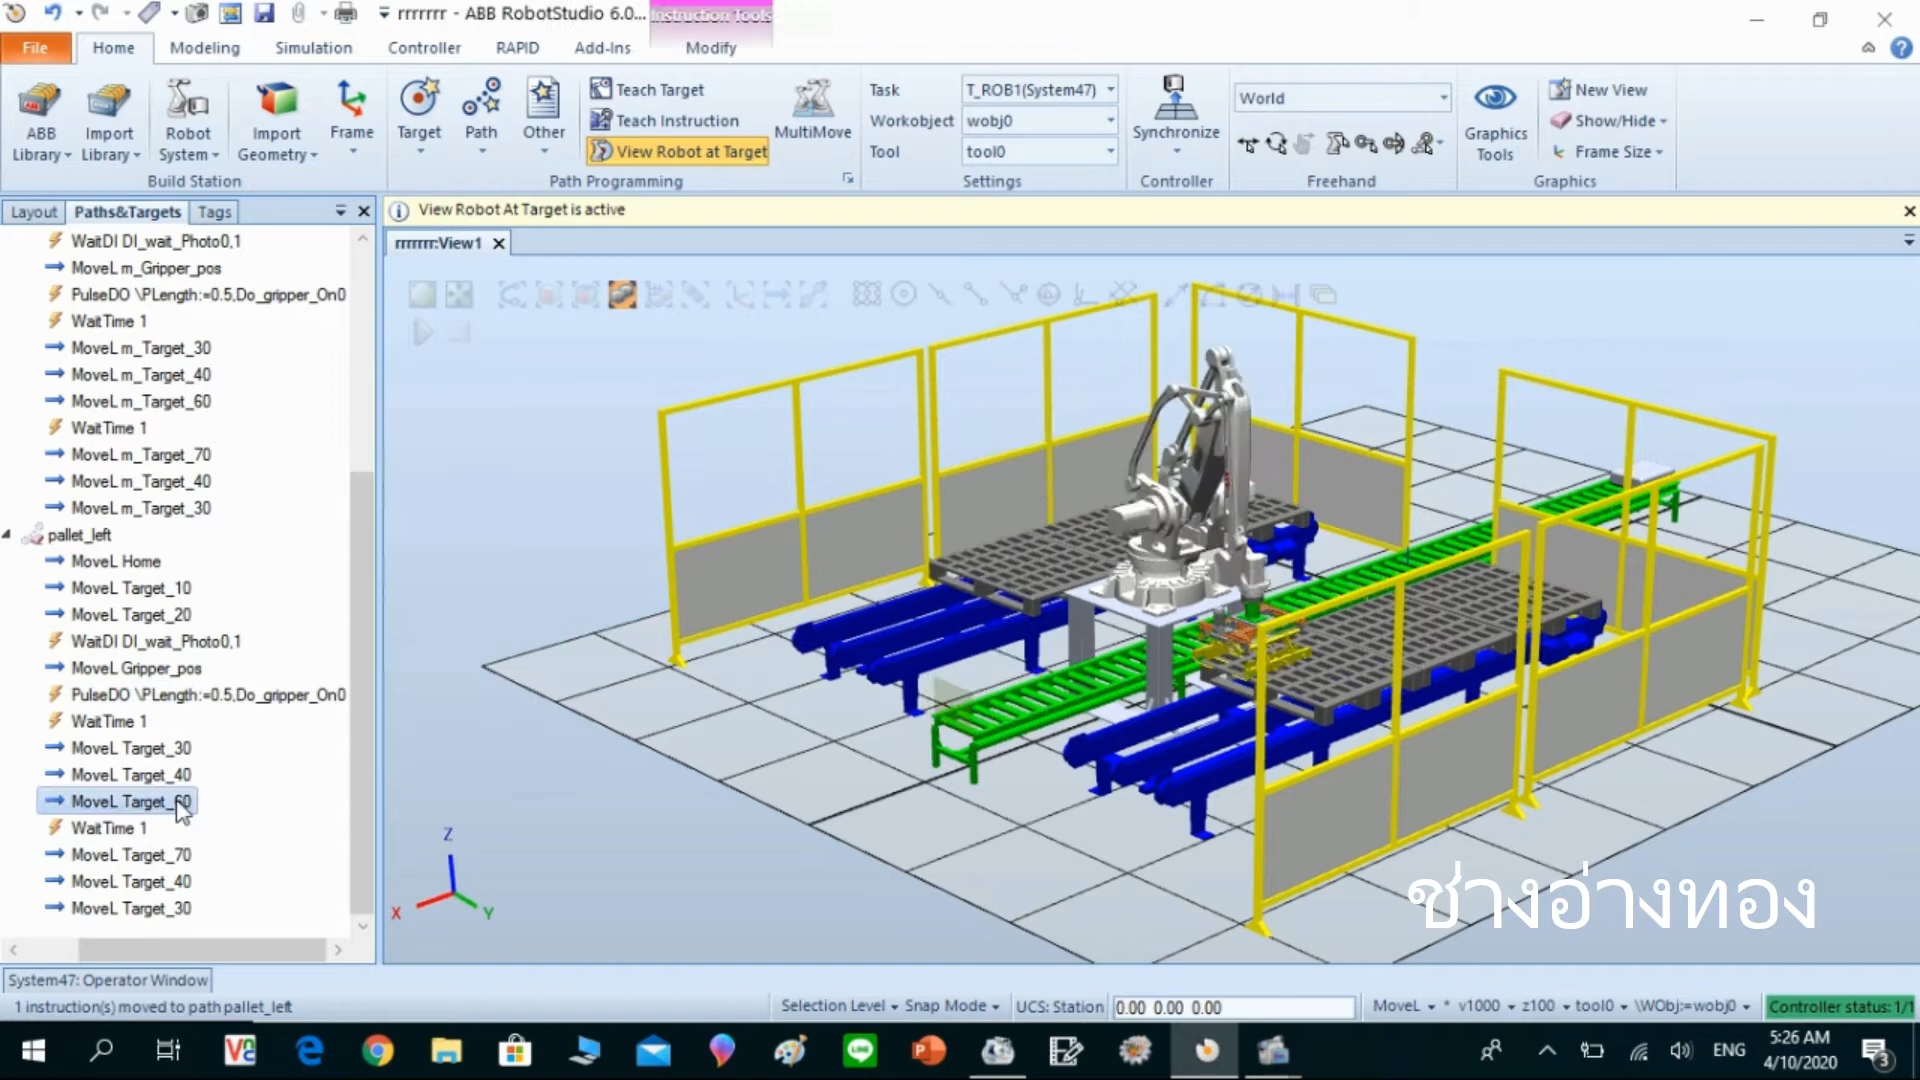 rrrrrrr - ABB RobotStudio 6.0...
Instruction Tools
File
Home
Modeling
Simulation
Controller
RAPID
Add-Ins
Modify
ABB Library
Import Library
Robot System
Import Geometry
Frame
Build Station
Target
Path
Other
Teach Target
Teach Instruction
View Robot at Target
MultiMove
Path Programming
Task T_ROB1(System47)
Workobject wobj0
Tool tool0
Settings
Synchronize
Controller
World
Freehand
Graphics Tools
New View
Show/Hide
Frame Size
Graphics
Layout
Paths&Targets
Tags
View Robot At Target is active
rrrrrrr:View1
WaitDI DI_wait_Photo0,1
MoveL m_Gripper_pos
PulseDO \PLength:=0.5,Do_gripper_On0
WaitTime 1
MoveL m_Target_30
MoveL m_Target_40
MoveL m_Target_60
WaitTime 1
MoveL m_Target_70
MoveL m_Target_40
MoveL m_Target_30
pallet_left
MoveL Home
MoveL Target_10
MoveL Target_20
WaitDI DI_wait_Photo0,1
MoveL Gripper_pos
PulseDO \PLength:=0.5,Do_gripper_On0
WaitTime 1
MoveL Target_30
MoveL Target_40
MoveL Target_60
WaitTime 1
MoveL Target_70
MoveL Target_40
MoveL Target_30
Z
X
Y
ช่างอ่างทอง
System47: Operator Window
1 instruction(s) moved to path pallet_left
Selection Level
Snap Mode
UCS: Station
0.00 0.00 0.00
MoveL * v1000 z100 tool0 \WObj:=wobj0
Controller status: 1/1
ENG
5:26 AM
4/10/2020
3